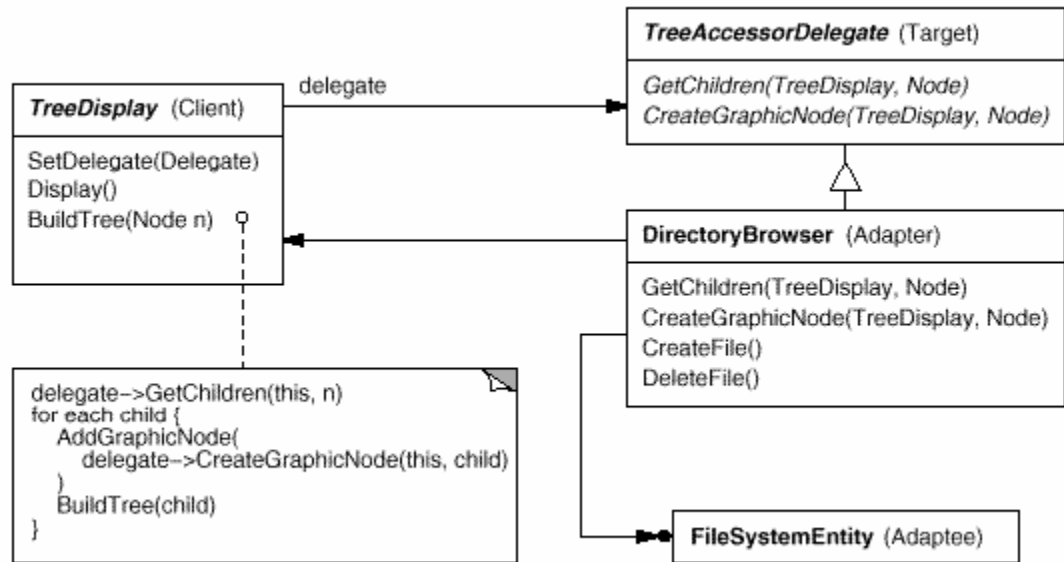 TreeAccessorDelegate (Target)
GetChildren(TreeDisplay, Node)
CreateGraphicNode(TreeDisplay, Node)
delegate
TreeDisplay (Client)
SetDelegate(Delegate)
Display()
BuildTree(Node n)
DirectoryBrowser (Adapter)
GetChildren(TreeDisplay, Node)
CreateGraphicNode(TreeDisplay, Node)
CreateFile()
DeleteFile()
delegate–>GetChildren(this, n)
for each child {
AddGraphicNode(
delegate–>CreateGraphicNode(this, child)
)
BuildTree(child)
}
FileSystemEntity (Adaptee)